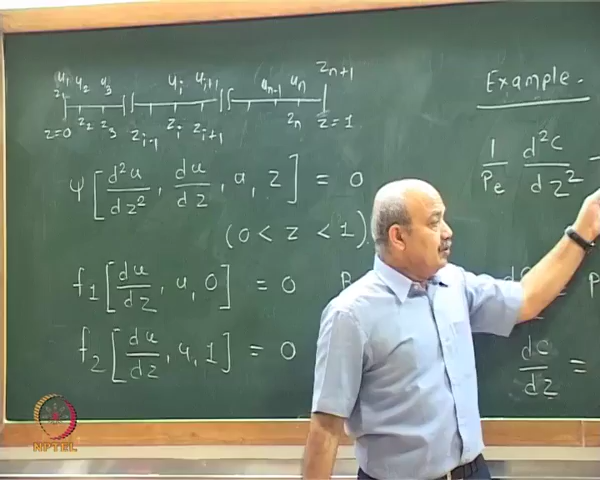 u₁ u₂ u₃ uᵢ uᵢ₊₁ uₙ₋₁ uₙ zₙ₊₁
z₁
z=0 z₂ z₃ zᵢ₋₁ zᵢ zᵢ₊₁ zₙ z=1
ψ[d²u/dz², du/dz, u, z] = 0
(0 < z < 1)
f₁[du/dz, u, 0] = 0
f₂[du/dz, u, 1] = 0
Example.
1/Pe d²C/dz² −
dC/dz =
NPTEL